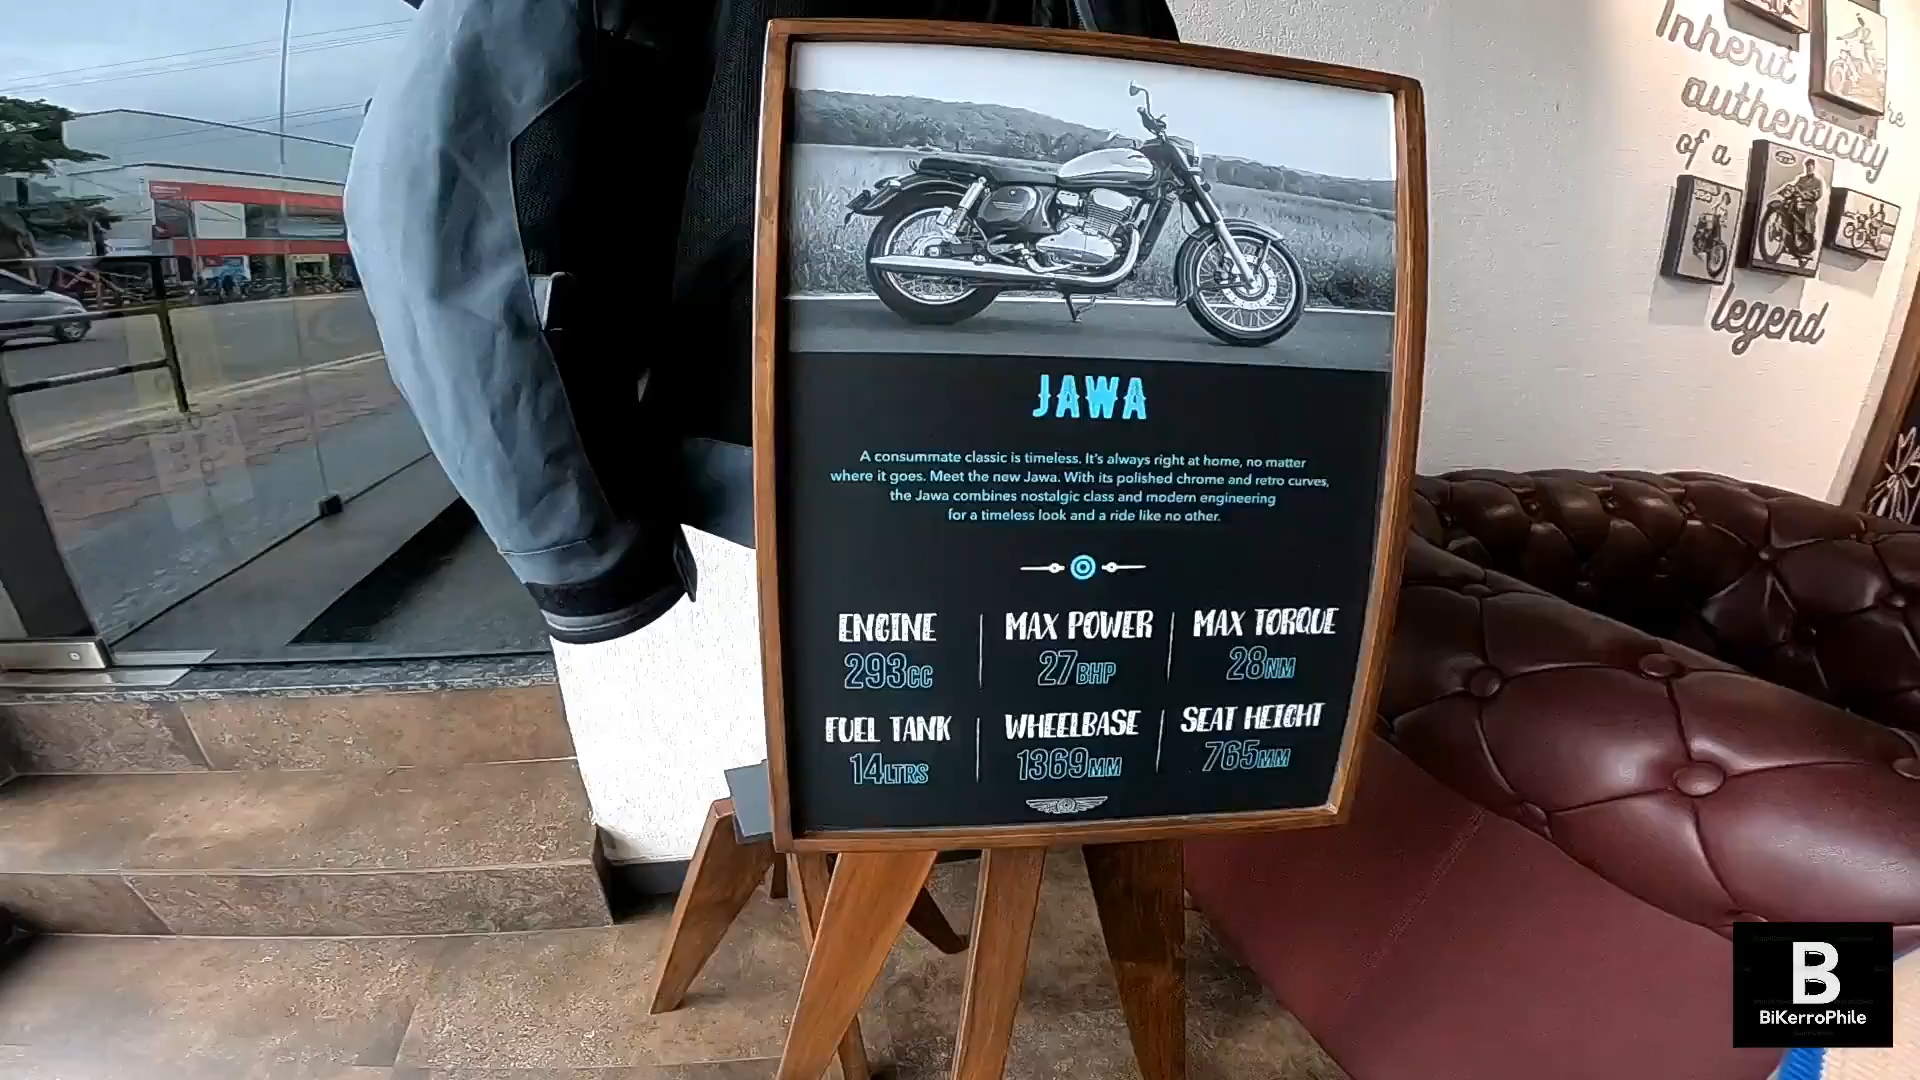 Inherit
authenticity
of a
legend
JAWA
A consummate classic is timeless. It's always right at home, no matter
where it goes. Meet the new Jawa. With its polished chrome and retro curves,
the Jawa combines nostalgic class and modern engineering
for a timeless look and a ride like no other.
ENGINE
293CC
MAX POWER
27BHP
MAX TORQUE
28NM
FUEL TANK
14LTRS
WHEELBASE
1369MM
SEAT HEIGHT
765MM
B
BiKerroPhile